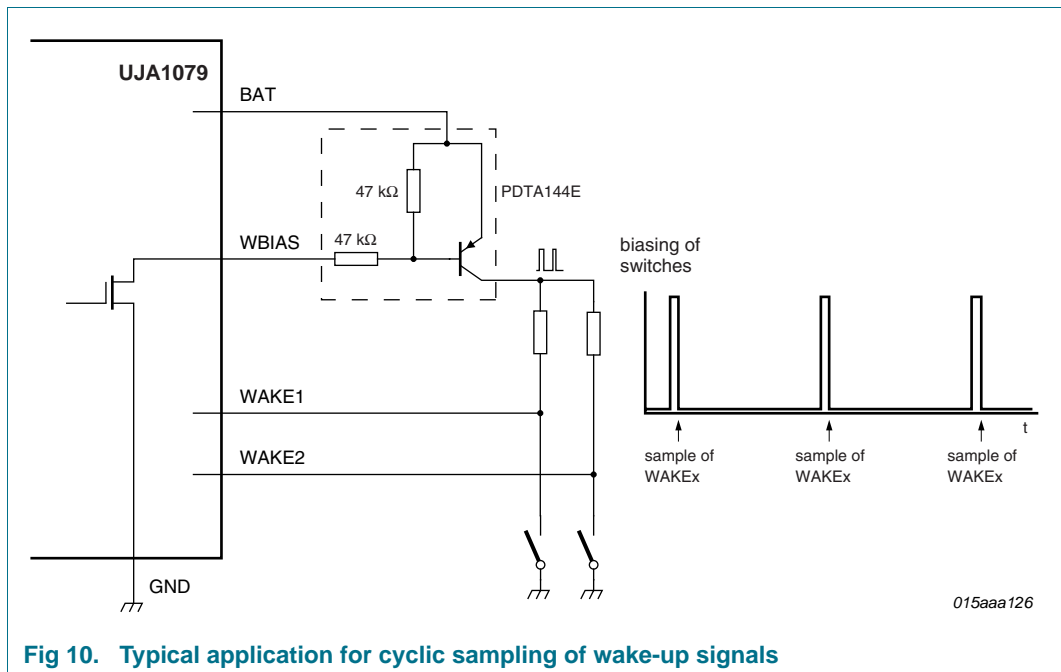 UJA1079
BAT
47 kΩ
PDTA144E
WBIAS
47 kΩ
biasing of
switches
WAKE1
WAKE2
t
sample of
WAKEx
sample of
WAKEx
sample of
WAKEx
GND
015aaa126
Fig 10. Typical application for cyclic sampling of wake-up signals